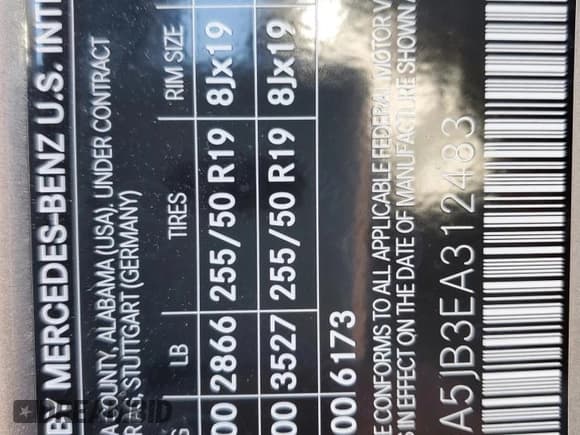 BY MERCEDES-BENZ U.S. INT
A COUNTY, ALABAMA (USA), UNDER CONTRACT
STUTTGART (GERMANY)
LB TIRES RIM SIZE
00 2866 255/50 R19 8Jx19
00 3527 255/50 R19 8Jx19
00 6173
E CONFORMS TO ALL APPLICABLE FEDERAL MOTOR V
S IN EFFECT ON THE DATE OF MANUFACTURE SHOWN A
A5JB3EA312483